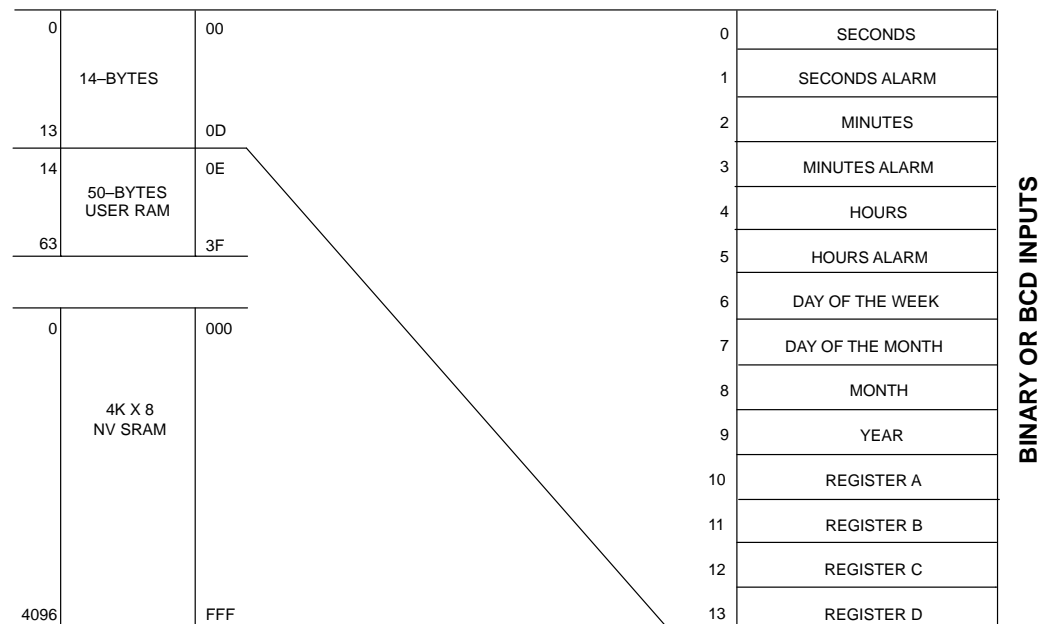 0
00
14–BYTES
13
0D
14
0E
50–BYTES
USER RAM
63
3F
0
000
4K X 8
NV SRAM
4096
FFF
0 SECONDS
1 SECONDS ALARM
2 MINUTES
3 MINUTES ALARM
4 HOURS
5 HOURS ALARM
6 DAY OF THE WEEK
7 DAY OF THE MONTH
8 MONTH
9 YEAR
10 REGISTER A
11 REGISTER B
12 REGISTER C
13 REGISTER D
BINARY OR BCD INPUTS